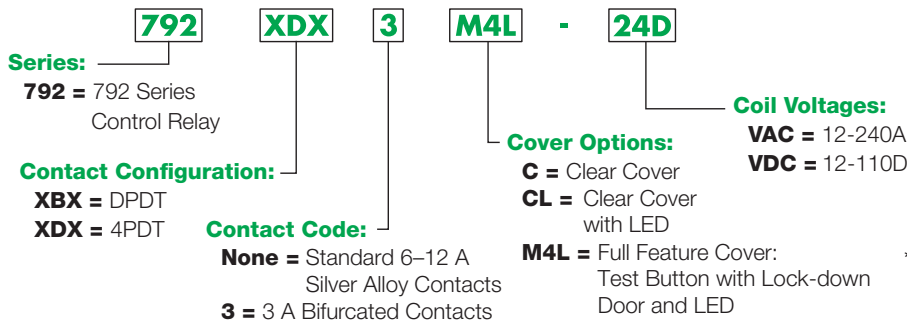 792 XDX 3 M4L - 24D
Series:
792 = 792 Series
Control Relay
Contact Configuration:
XBX = DPDT
XDX = 4PDT
Contact Code:
None = Standard 6–12 A
Silver Alloy Contacts
3 = 3 A Bifurcated Contacts
Cover Options:
C = Clear Cover
CL = Clear Cover
with LED
M4L = Full Feature Cover:
Test Button with Lock-down
Door and LED
Coil Voltages:
VAC = 12-240A
VDC = 12-110D